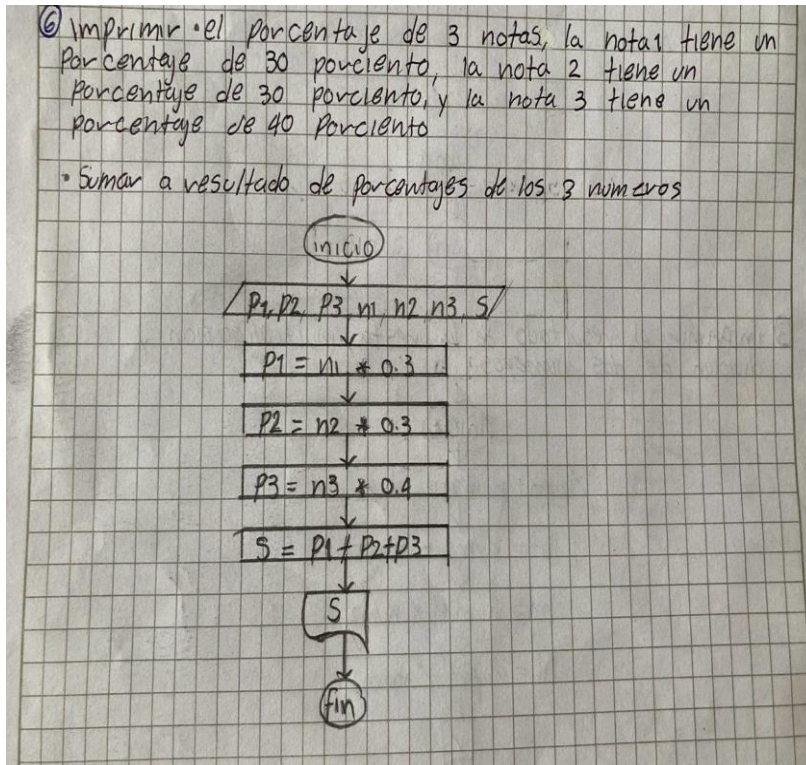 6 imprimir el porcentaje de 3 notas, la nota1 tiene un
porcentaje de 30 porciento, la nota 2 tiene un
porcentaje de 30 porciento, y la nota 3 tiene un
porcentaje de 40 porciento
• Sumar a resultado de porcentajes de los 3 numeros
inicio
P1, P2, P3, n1, n2, n3, S
P1 = n1 * 0.3
P2 = n2 * 0.3
P3 = n3 * 0.4
S = P1 + P2 + P3
S
fin